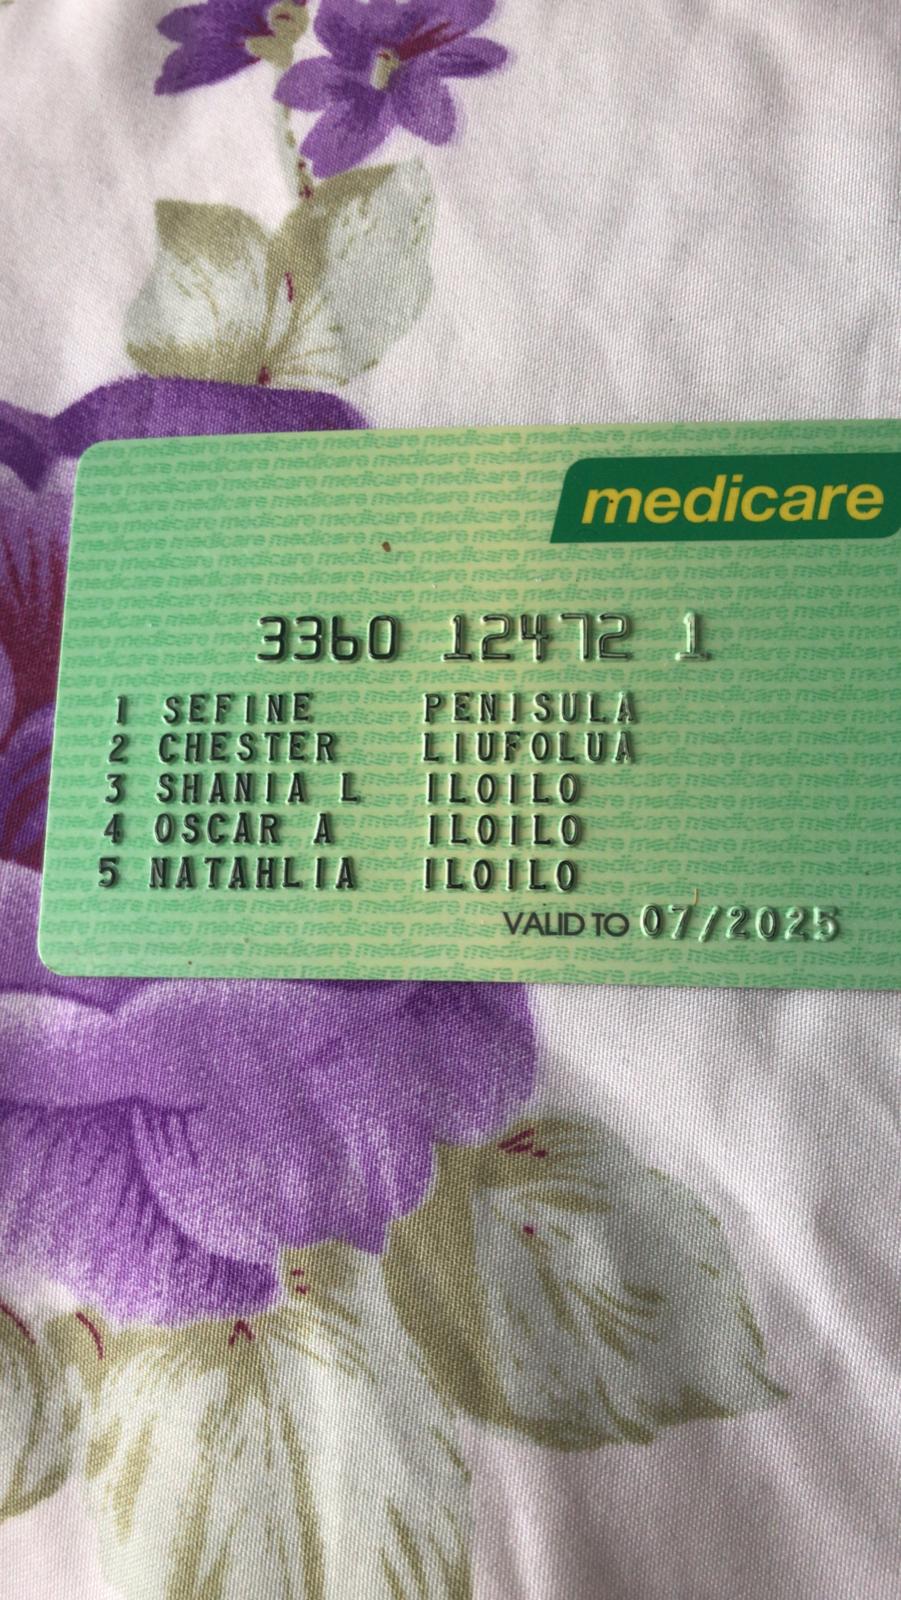 medicare
3360 12472 1
1 SEFINE PENISULA
2 CHESTER LIUFOLUA
3 SHANIA L ILOILO
4 OSCAR A ILOILO
5 NATAHLIA ILOILO
VALID TO 07/2025